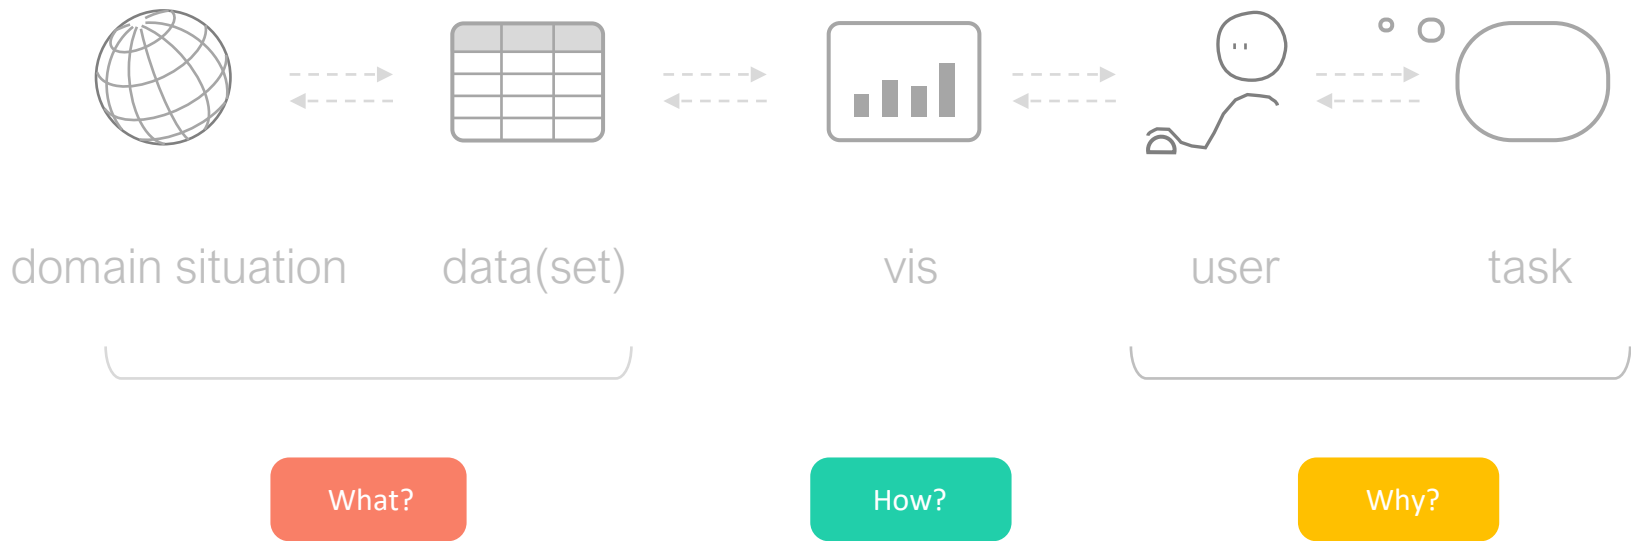 domain situation
data(set)
vis
user
task
What?
How?
Why?